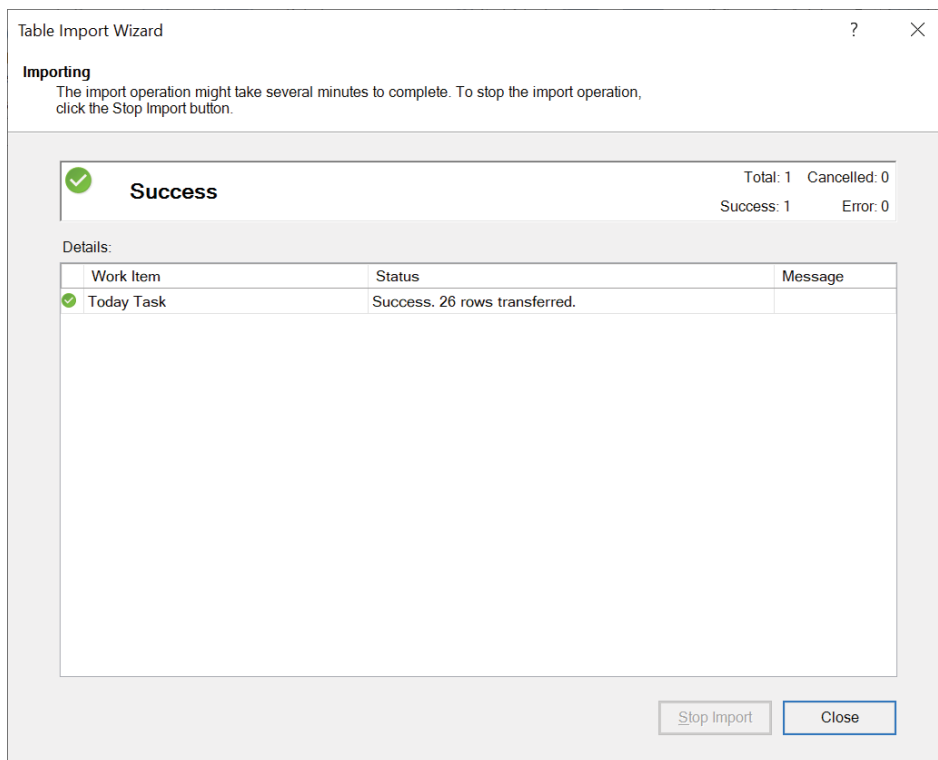 Table Import Wizard ?
Importing
The import operation might take several minutes to complete. To stop the import operation,
click the Stop Import button.
Success
Total: 1 Cancelled: 0
Success: 1 Error: 0
Details:
Work Item Status Message
Today Task Success. 26 rows transferred.
Stop Import Close